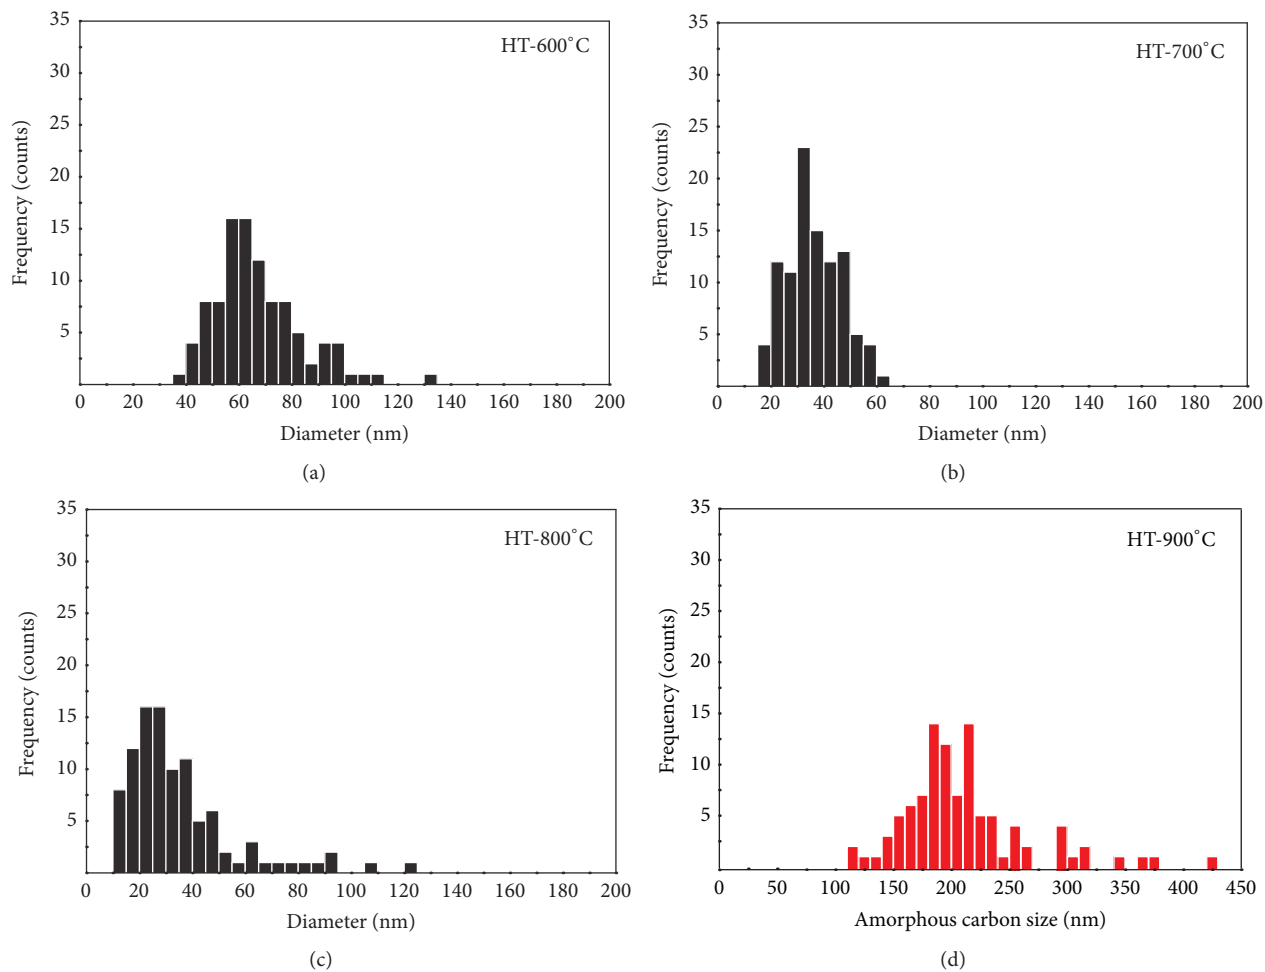 35
30
25
20
15
10
5
Frequency (counts)
HT-600°C
0 20 40 60 80 100 120 140 160 180 200
Diameter (nm)
(a)
35
30
25
20
15
10
5
Frequency (counts)
HT-700°C
0 20 40 60 80 100 120 140 160 180 200
Diameter (nm)
(b)
35
30
25
20
15
10
5
Frequency (counts)
HT-800°C
0 20 40 60 80 100 120 140 160 180 200
Diameter (nm)
(c)
35
30
25
20
15
10
5
Frequency (counts)
HT-900°C
0 50 100 150 200 250 300 350 400 450
Amorphous carbon size (nm)
(d)